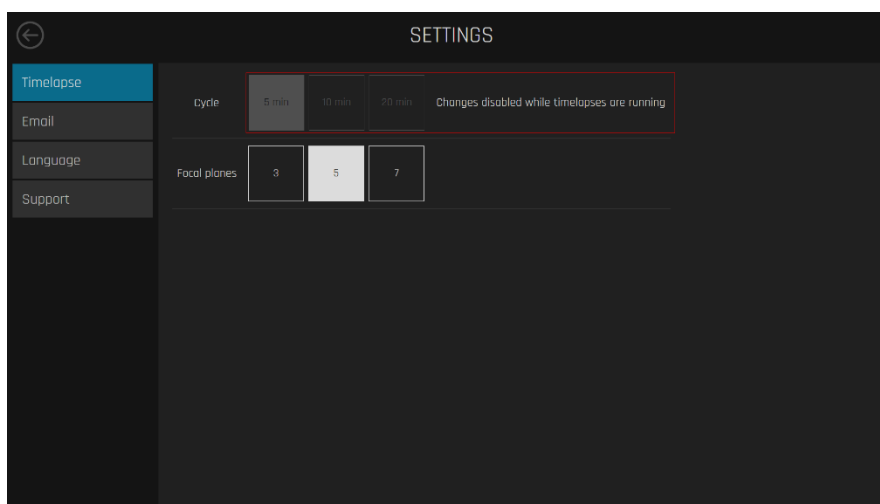 SETTINGS
Timelapse
Email
Language
Support
Cycle 5 min 10 min 20 min Changes disabled while timelapses are running
Focal planes 3 5 7